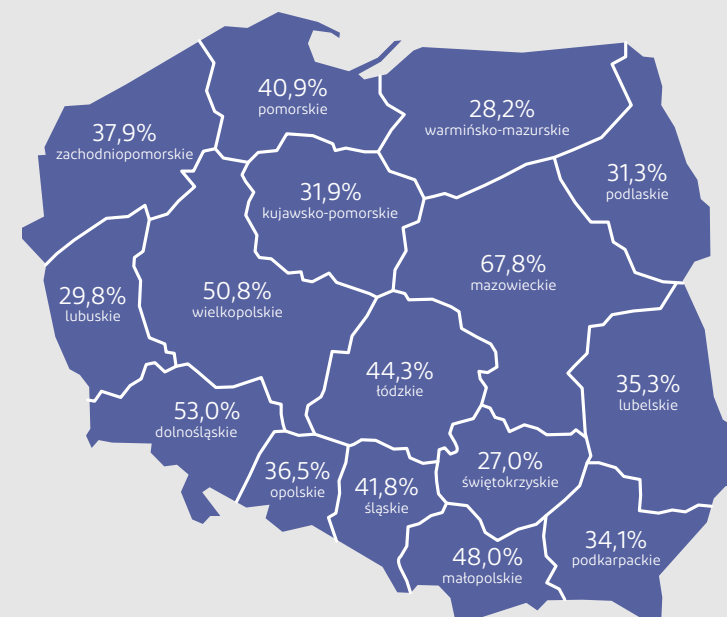 40,9%
pomorskie
28,2%
warmińsko-mazurskie
37,9%
zachodniopomorskie
31,3%
podlaskie
31,9%
kujawsko-pomorskie
67,8%
mazowieckie
29,8%
lubuskie
50,8%
wielkopolskie
44,3%
łódzkie
35,3%
lubelskie
53,0%
dolnośląskie
36,5%
opolskie
41,8%
śląskie
27,0%
świętokrzyskie
48,0%
małopolskie
34,1%
podkarpackie